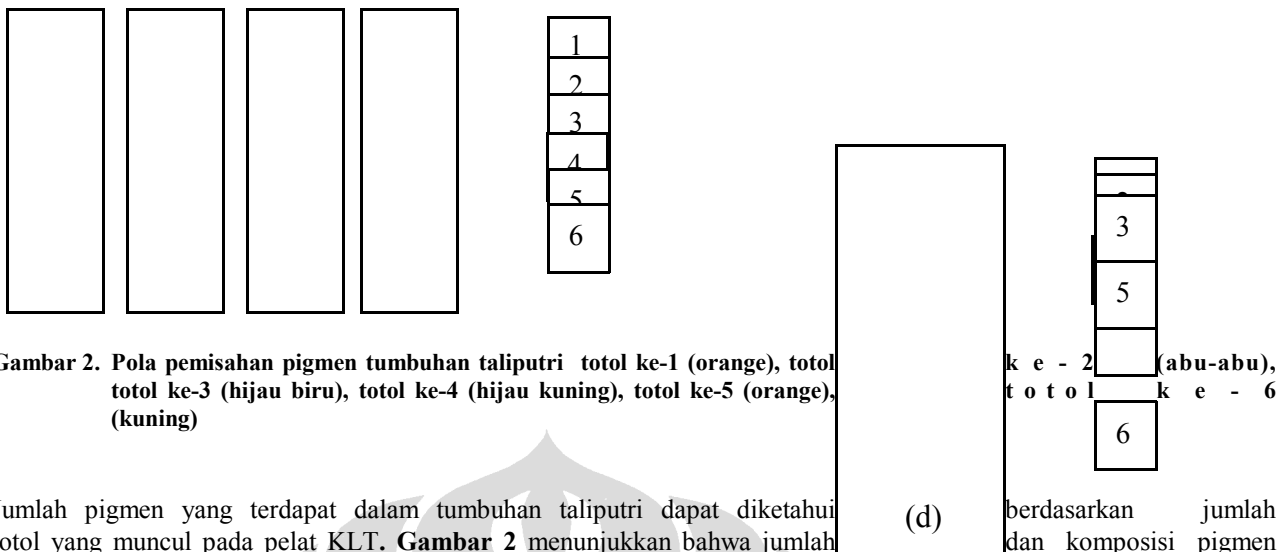 1
2
3
4
5
6
3
5
6
Gambar 2. Pola pemisahan pigmen tumbuhan taliputri totol ke-1 (orange), totol k e - 2 (abu-abu),
totol ke-3 (hijau biru), totol ke-4 (hijau kuning), totol ke-5 (orange), t o t o l k e - 6
(kuning)
umlah pigmen yang terdapat dalam tumbuhan taliputri dapat diketahui berdasarkan jumlah
otol yang muncul pada pelat KLT. Gambar 2 menunjukkan bahwa jumlah dan komposisi pigmen
(d)